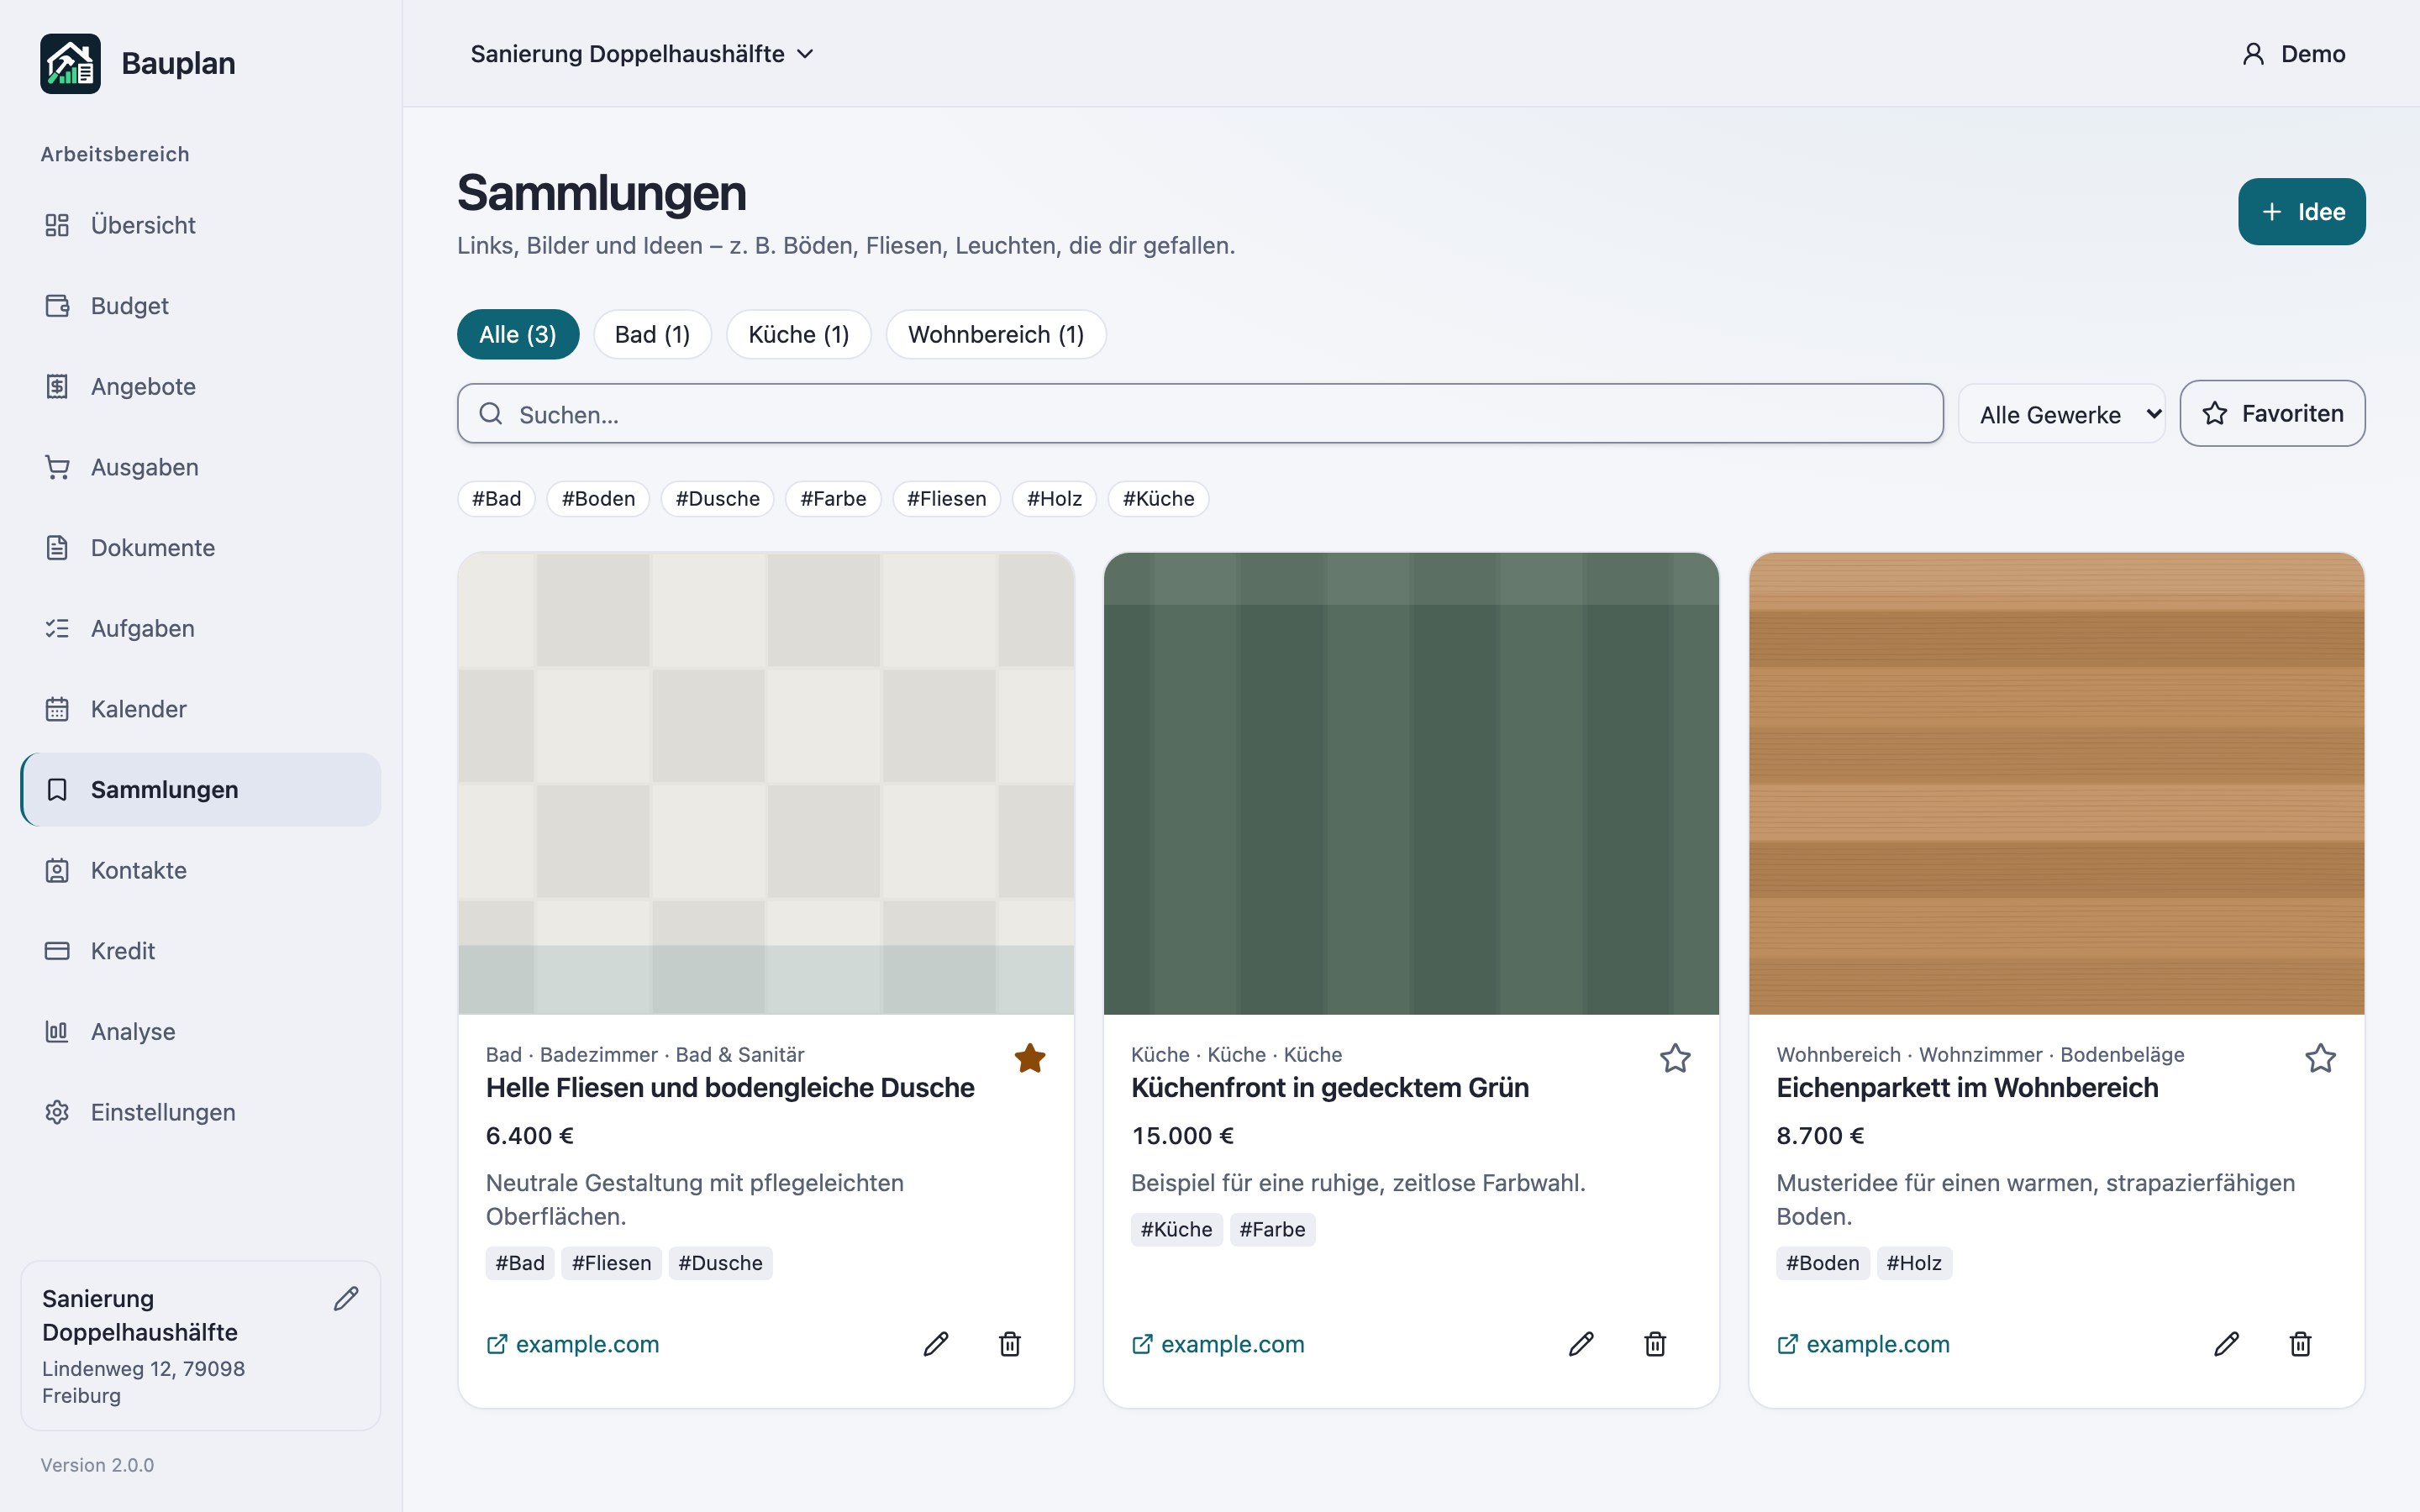 Bauplan
Arbeitsbereich
Übersicht
Budget
Angebote
Ausgaben
Dokumente
Aufgaben
Kalender
Sammlungen
Kontakte
Kredit
Analyse
Einstellungen
Sanierung
Doppelhaushälfte
Lindenweg 12, 79098
Freiburg
Version 2.0.0
Sanierung Doppelhaushälfte
Demo
Sammlungen
Links, Bilder und Ideen – z. B. Böden, Fliesen, Leuchten, die dir gefallen.
Idee
Alle (3) Bad (1) Küche (1) Wohnbereich (1)
Suchen...
Alle Gewerke
Favoriten
#Bad #Boden #Dusche #Farbe #Fliesen #Holz #Küche
Bad · Badezimmer · Bad & Sanitär
Helle Fliesen und bodengleiche Dusche
6.400 €
Neutrale Gestaltung mit pflegeleichten
Oberflächen.
#Bad #Fliesen #Dusche
example.com
Küche · Küche · Küche
Küchenfront in gedecktem Grün
15.000 €
Beispiel für eine ruhige, zeitlose Farbwahl.
#Küche #Farbe
example.com
Wohnbereich · Wohnzimmer · Bodenbeläge
Eichenparkett im Wohnbereich
8.700 €
Musteridee für einen warmen, strapazierfähigen
Boden.
#Boden #Holz
example.com